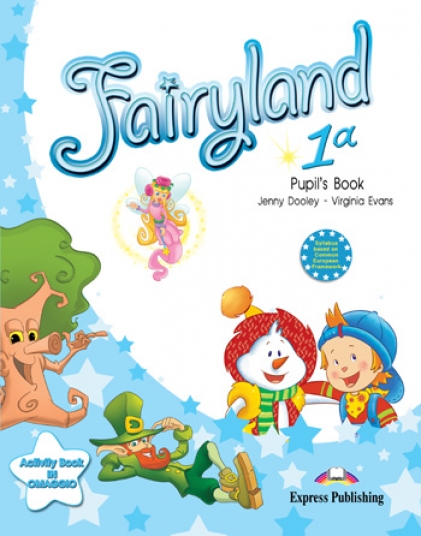 Fairyland
1a
Pupil's Book
Jenny Dooley - Virginia Evans
Syllabus
based on
Common
European
Framework
Activity Book
IN
OMAGGIO
Express Publishing